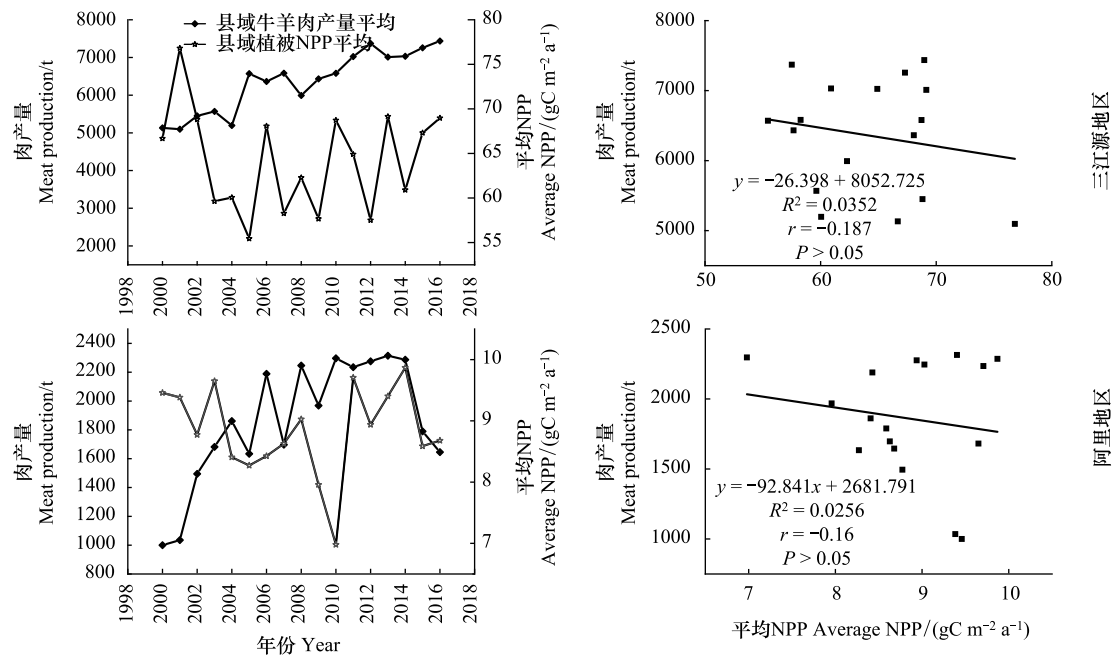 县域牛羊肉产量平均
县域植被NPP平均
8000
7000
6000
5000
4000
3000
2000
肉产量
Meat production/t
80
75
70
65
60
55
平均NPP
Average NPP/(gC m⁻² a⁻¹)
1998
2000
2002
2004
2006
2008
2010
2012
2014
2016
2018
8000
7000
6000
5000
肉产量
Meat production/t
y = −26.398 + 8052.725
R² = 0.0352
r = −0.187
P > 0.05
50
60
70
80
三江源地区
2400
2200
2000
1800
1600
1400
1200
1000
800
肉产量
Meat production/t
10
9
8
7
平均NPP
Average NPP/(gC m⁻² a⁻¹)
1998
2000
2002
2004
2006
2008
2010
2012
2014
2016
2018
年份 Year
2500
2000
1500
1000
肉产量
Meat production/t
y = −92.841x + 2681.791
R² = 0.0256
r = −0.16
P > 0.05
7
8
9
10
平均NPP Average NPP/(gC m⁻² a⁻¹)
阿里地区